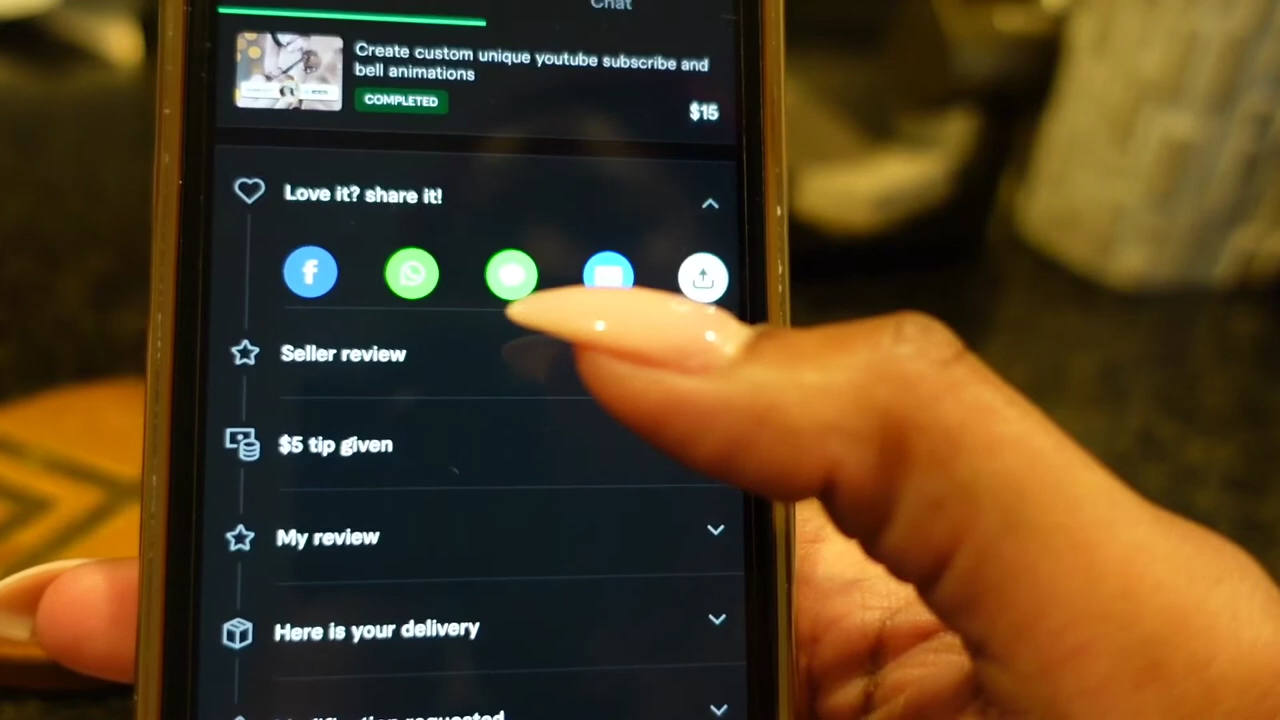 Chat
Create custom unique youtube subscribe and
bell animations
COMPLETED
$15
Love it? share it!
f
Seller review
$5 tip given
My review
Here is your delivery
requested